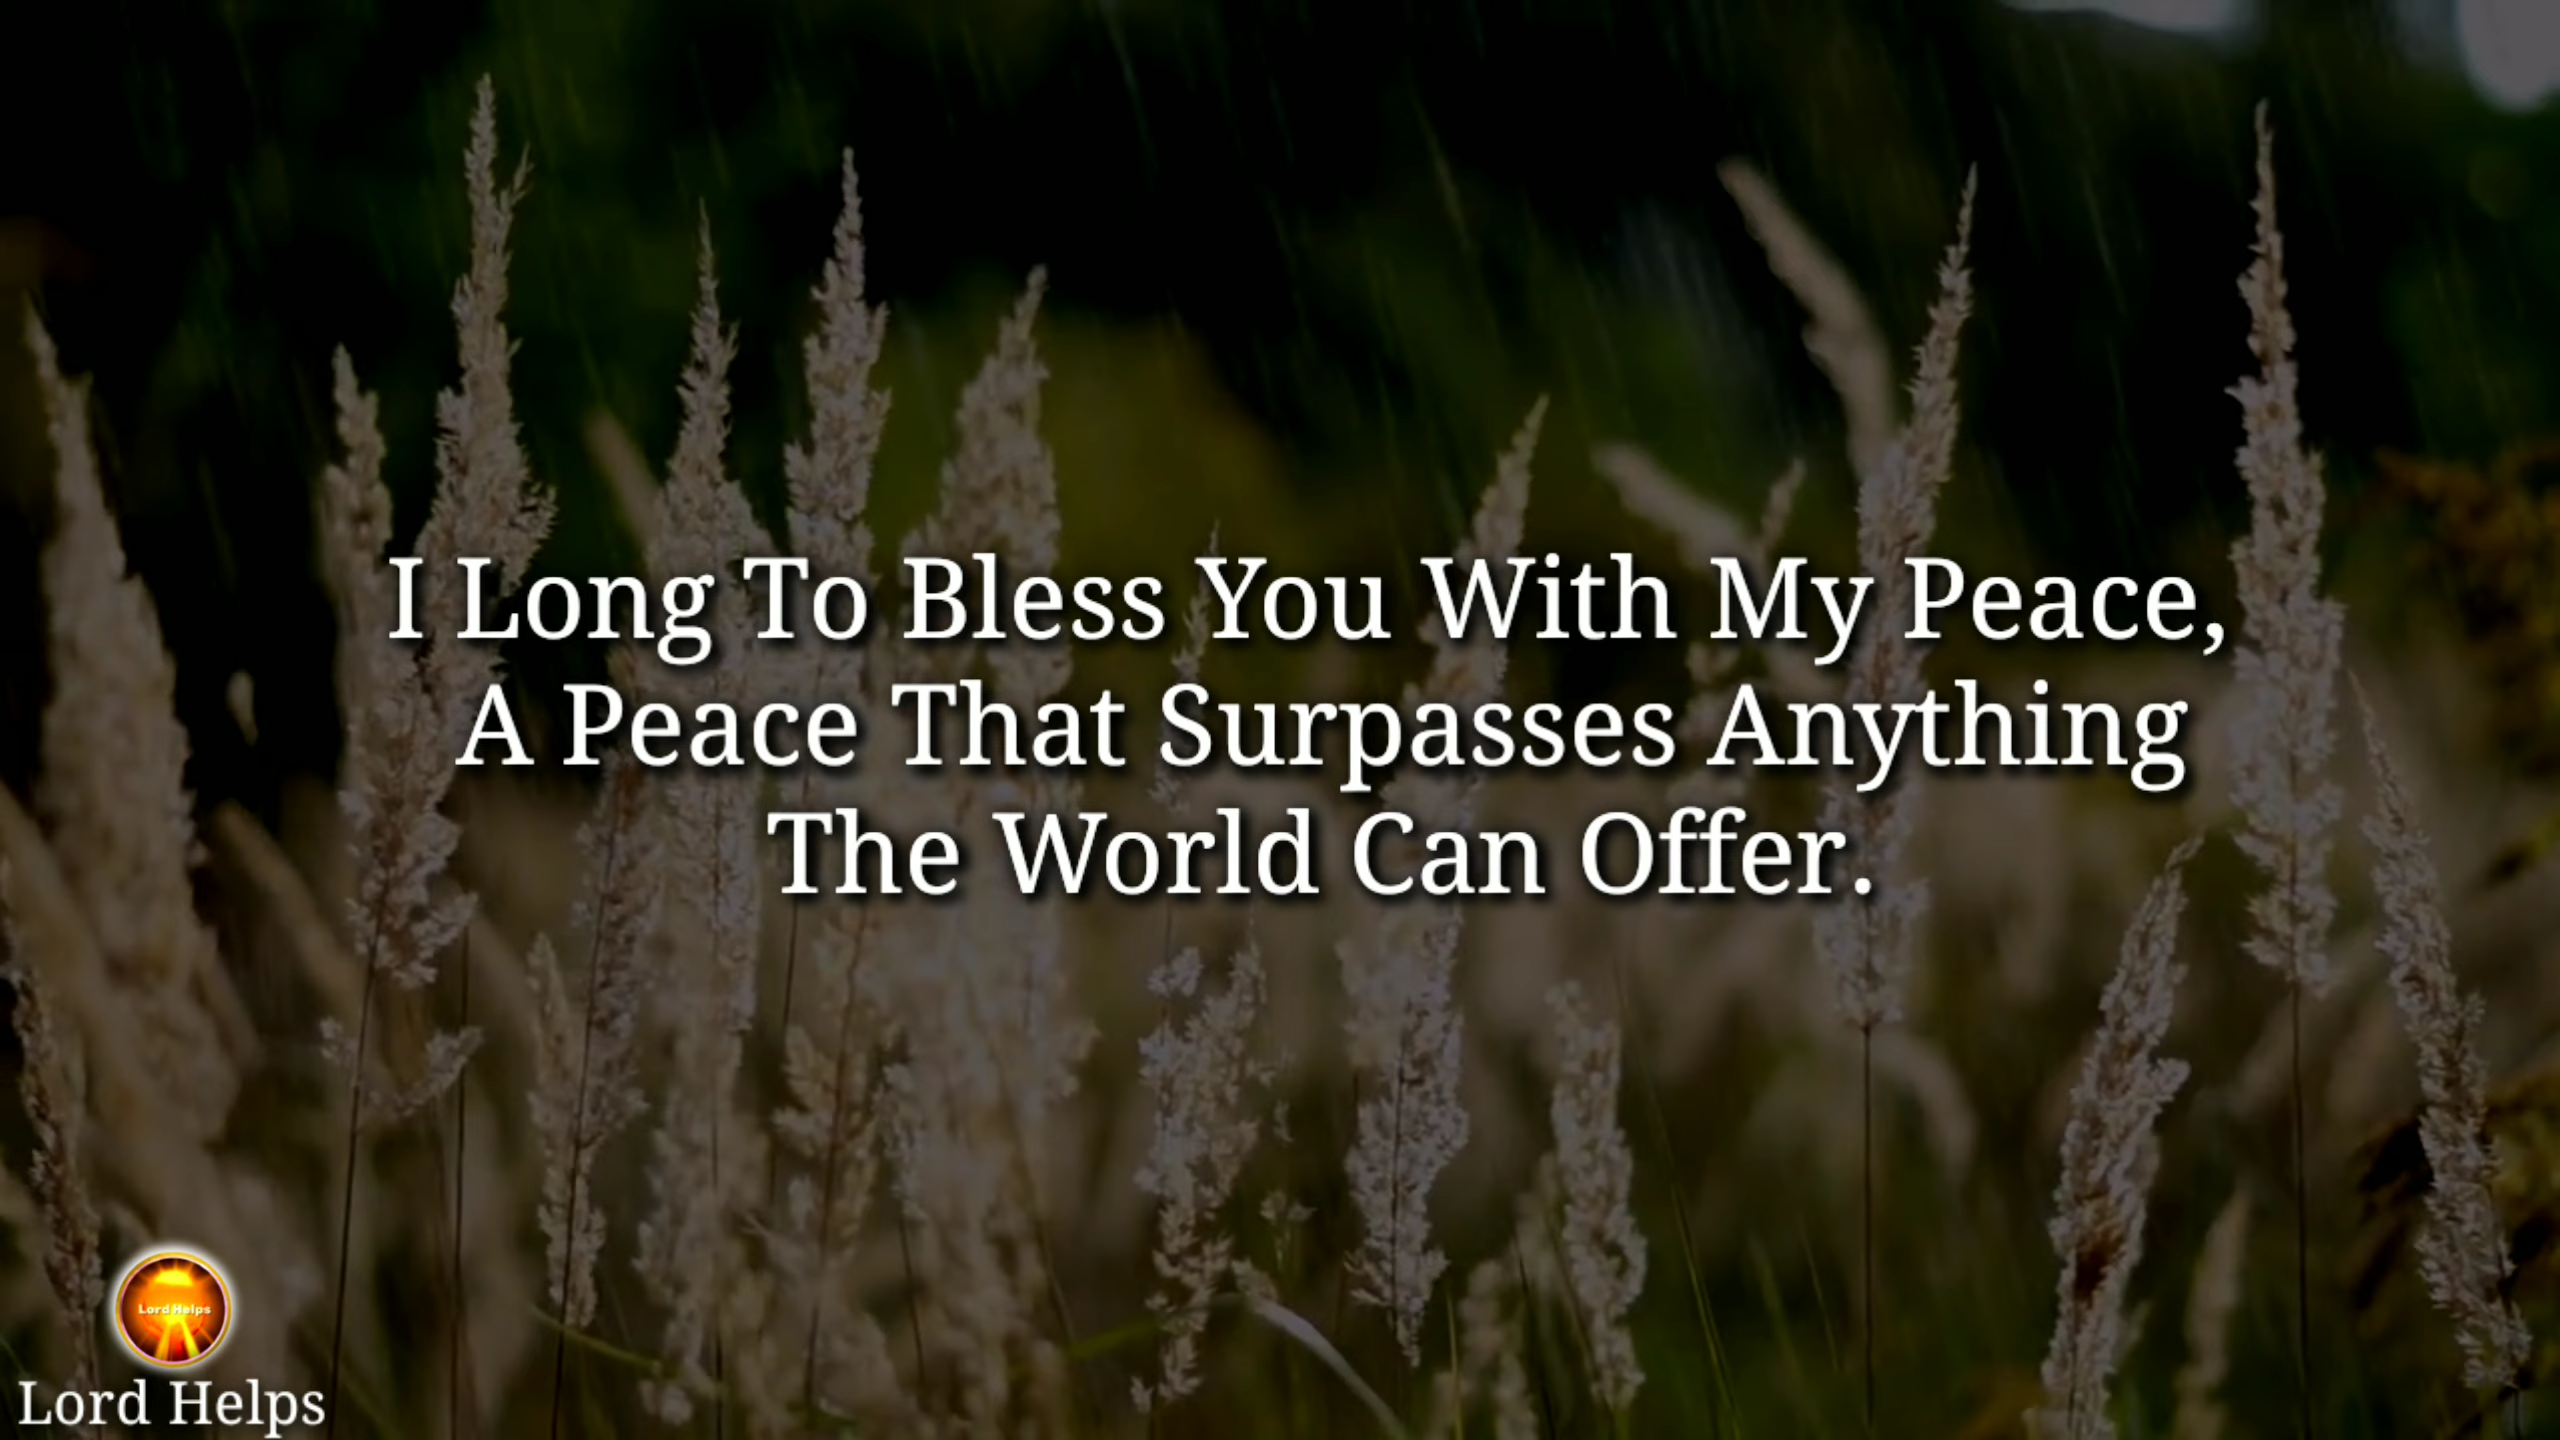 I Long To Bless You With My Peace,
A Peace That Surpasses Anything
The World Can Offer.
Lord Helps
Lord Helps